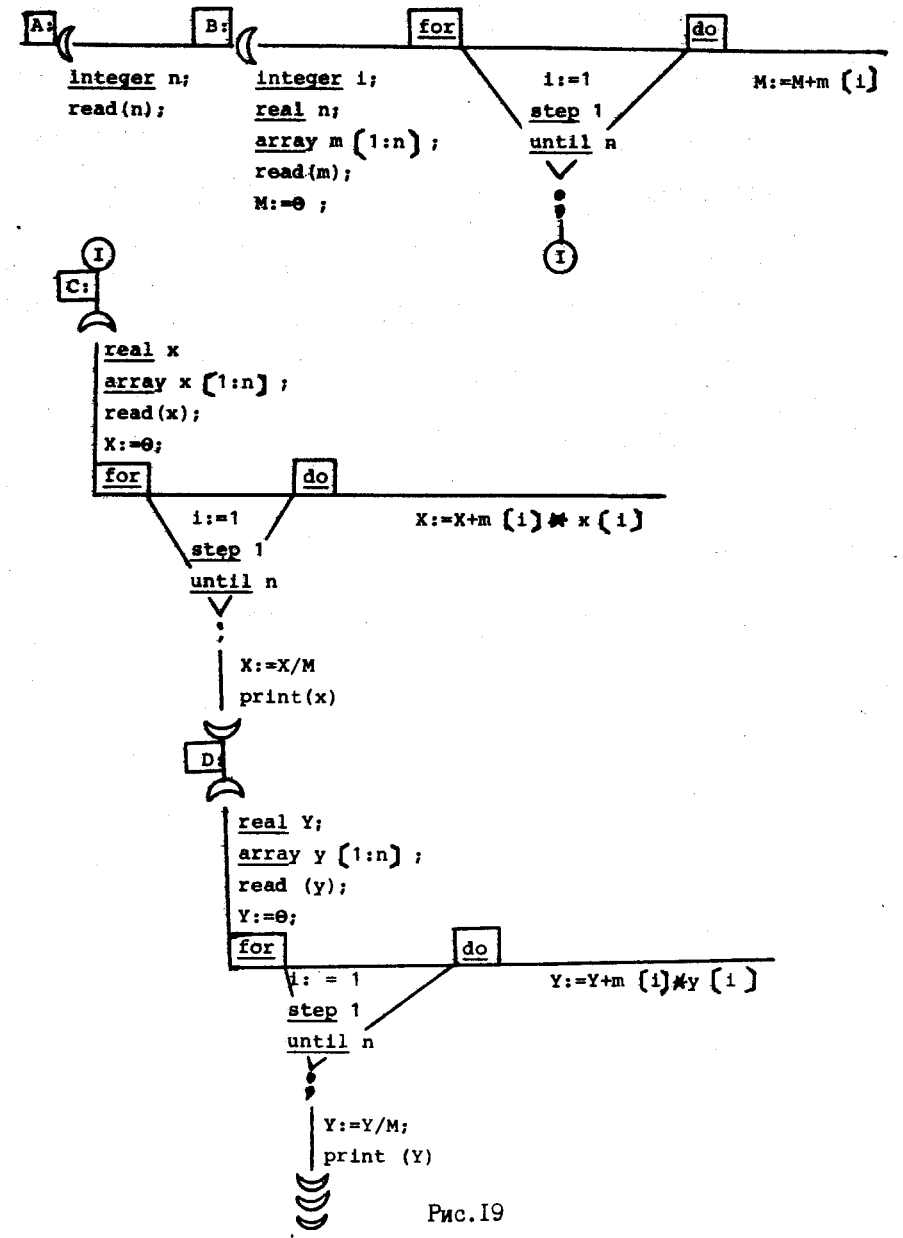 A: B: for do
integer n;
read(n);
integer i;
real n;
array m [1:n] ;
read(m);
M:=0 ;
i:=1
step 1
until n
;
I
M:=M+m [i]
I
C:
real x
array x [1:n] ;
read(x);
X:=0;
for do
i:=1
step 1
until n
;
X:=X+m [i] * x [i]
X:=X/M
print(x)
D:
real Y;
array y [1:n] ;
read (y);
Y:=0;
for do
i: = 1
step 1
until n
;
Y:=Y+m [i]*y [i ]
Y:=Y/M;
print (Y)
Рис.I9